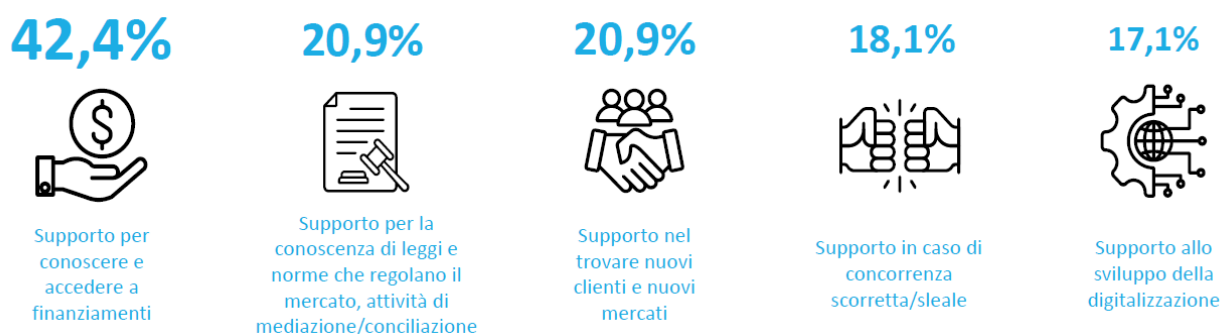 42,4%
Supporto per
conoscere e
accedere a
finanziamenti
20,9%
Supporto per la
conoscenza di leggi e
norme che regolano il
mercato, attività di
mediazione/conciliazione
20,9%
Supporto nel
trovare nuovi
clienti e nuovi
mercati
18,1%
Supporto in caso di
concorrenza
scorretta/sleale
17,1%
Supporto allo
sviluppo della
digitalizzazione